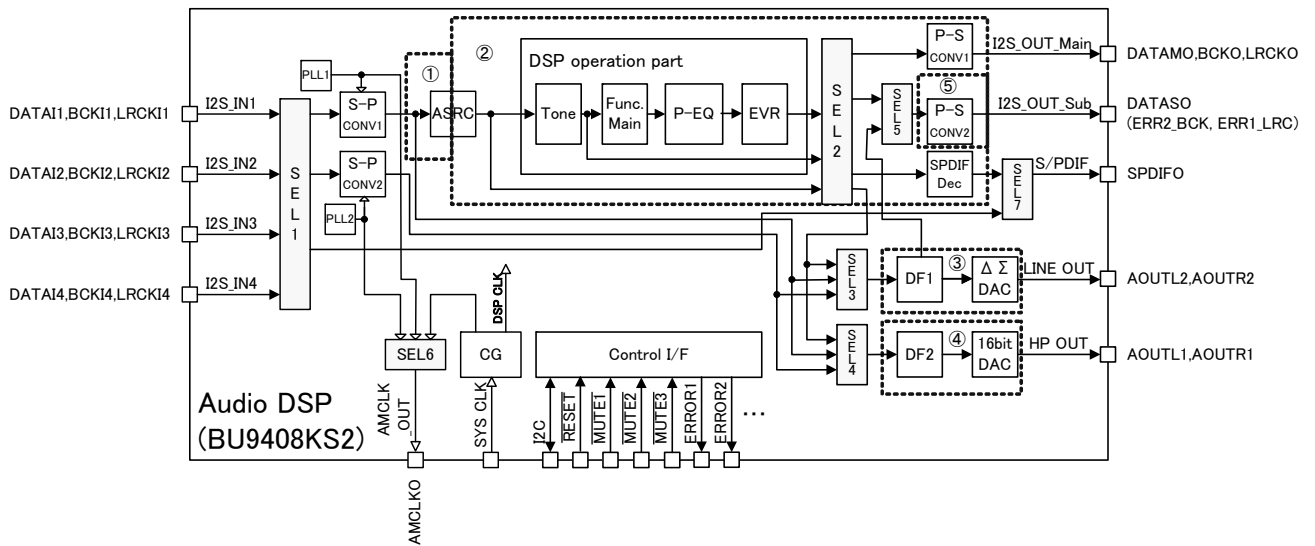 DATAI1,BCKI1,LRCKI1
DATAI2,BCKI2,LRCKI2
DATAI3,BCKI3,LRCKI3
DATAI4,BCKI4,LRCKI4
I2S_IN1
I2S_IN2
I2S_IN3
I2S_IN4
SEL1
PLL1
S-P
CONV1
S-P
CONV2
PLL2
①
ASRC
②
DSP operation part
Tone
Func.
Main
P-EQ
EVR
SEL2
P-S
CONV1
I2S_OUT_Main
DATAMO,BCKO,LRCKO
SEL5
⑤
P-S
CONV2
I2S_OUT_Sub
DATASO
(ERR2_BCK, ERR1_LRC)
SPDIF
Dec
SEL7
S/PDIF
SPDIFO
SEL3
DF1
③
Δ Σ
DAC
LINE OUT
AOUTL2,AOUTR2
SEL4
DF2
④
16bit
DAC
HP OUT
AOUTL1,AOUTR1
DSP CLK
SEL6
CG
Control I/F
Audio DSP
(BU9408KS2)
AMCLK
_OUT
SYS CLK
I2C
RESET
MUTE1
MUTE2
MUTE3
ERROR1
ERROR2
...
AMCLKO